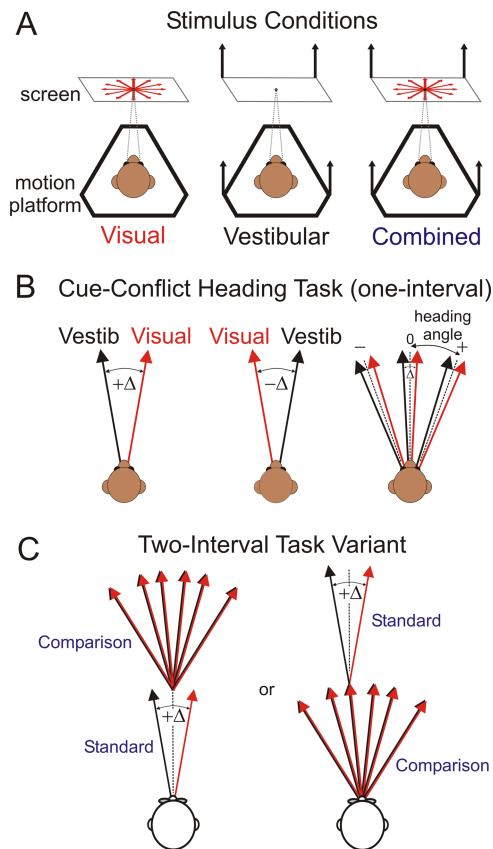 A
Stimulus Conditions
screen
motion
platform
Visual
Vestibular
Combined
B
Cue-Conflict Heading Task (one-interval)
Vestib Visual
Visual Vestib
heading
angle
− 0 +
+Δ
−Δ
Δ
C
Two-Interval Task Variant
+Δ
Comparison
Standard
+Δ
Standard
or
+Δ
Comparison